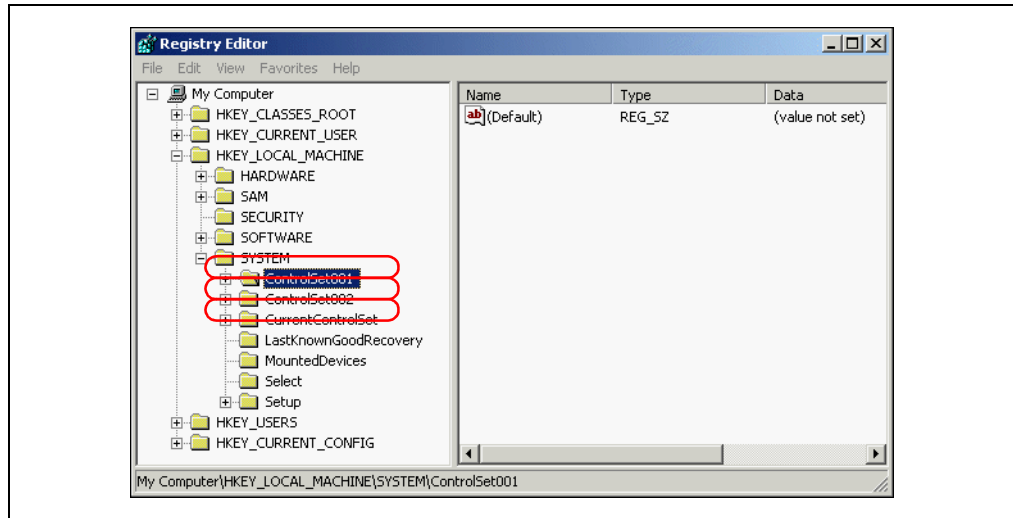 Registry Editor
File Edit View Favorites Help
My Computer
HKEY_CLASSES_ROOT
HKEY_CURRENT_USER
HKEY_LOCAL_MACHINE
HARDWARE
SAM
SECURITY
SOFTWARE
SYSTEM
ControlSet001
ControlSet002
CurrentControlSet
LastKnownGoodRecovery
MountedDevices
Select
Setup
HKEY_USERS
HKEY_CURRENT_CONFIG
Name Type Data
ab (Default) REG_SZ (value not set)
My Computer\HKEY_LOCAL_MACHINE\SYSTEM\ControlSet001